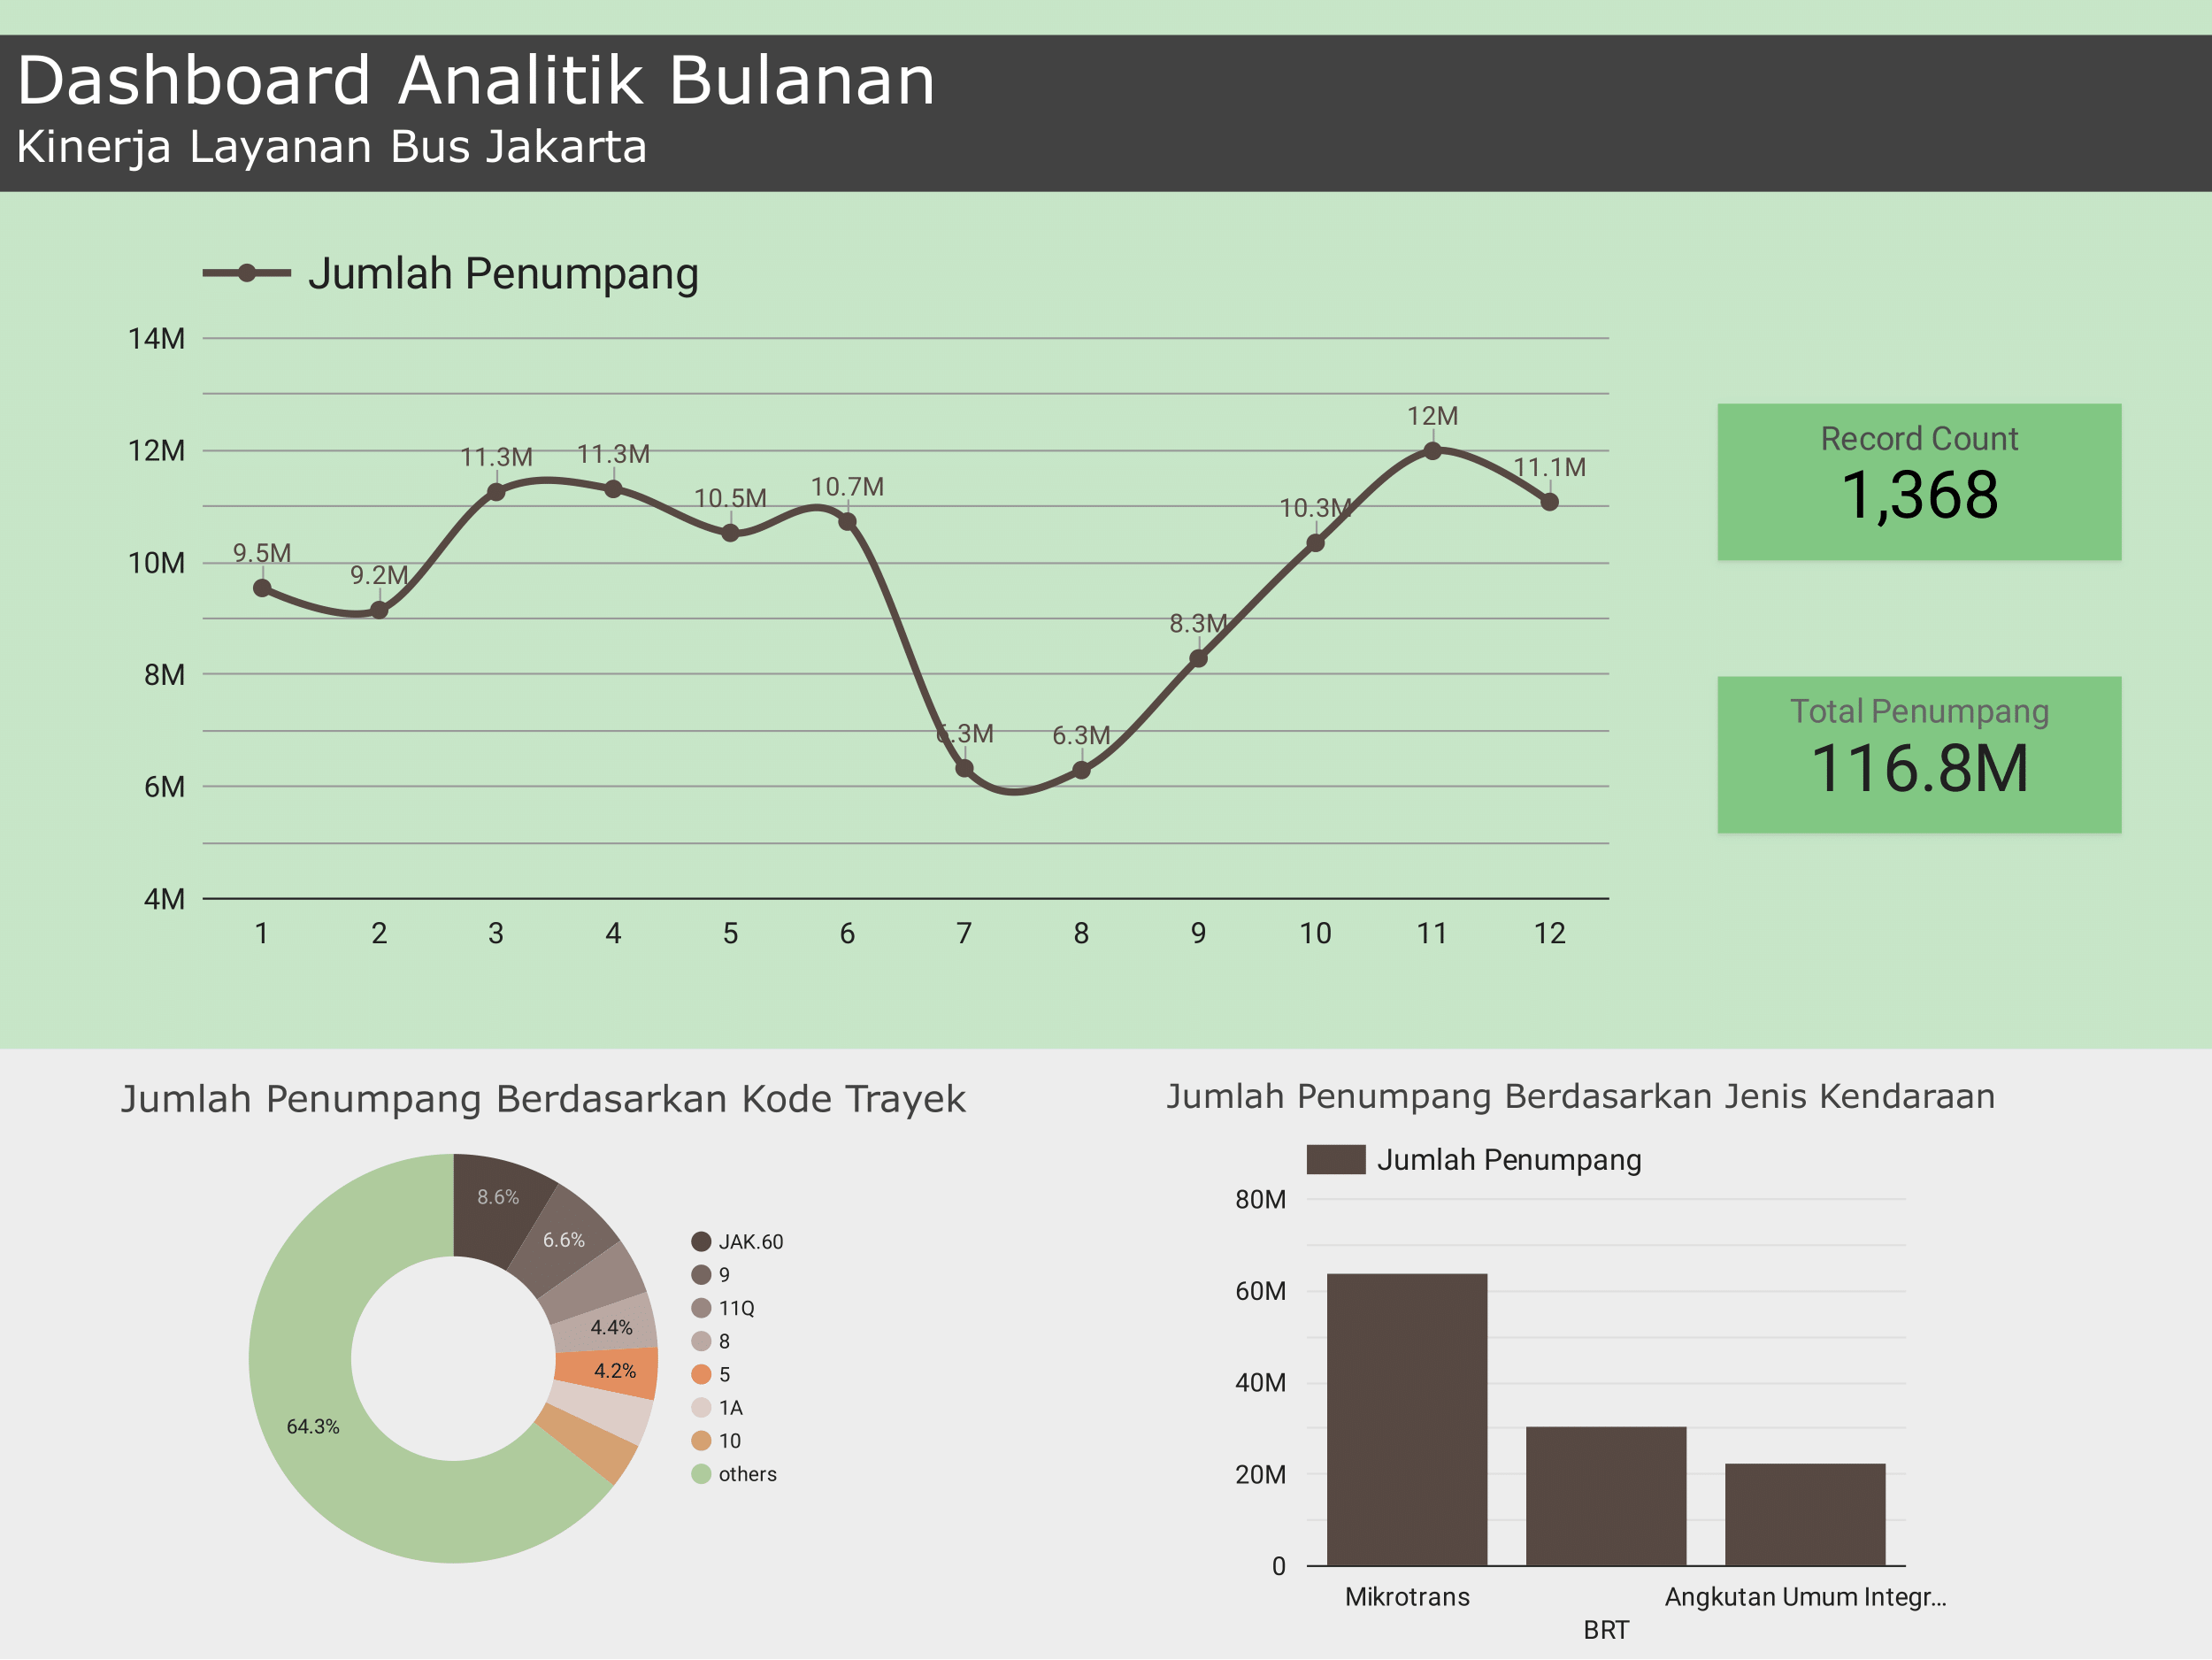 Dashboard Analitik Bulanan
Kinerja Layanan Bus Jakarta
Jumlah Penumpang
14M
12M
10M
8M
6M
4M
9.5M
9.2M
11.3M
11.3M
10.5M
10.7M
6.3M
6.3M
8.3M
10.3M
12M
11.1M
1 2 3 4 5 6 7 8 9 10 11 12
Record Count
1,368
Total Penumpang
116.8M
Jumlah Penumpang Berdasarkan Kode Trayek
8.6%
6.6%
4.4%
4.2%
64.3%
JAK.60
9
11Q
8
5
1A
10
others
Jumlah Penumpang Berdasarkan Jenis Kendaraan
Jumlah Penumpang
80M
60M
40M
20M
0
Mikrotrans
BRT
Angkutan Umum Integr...